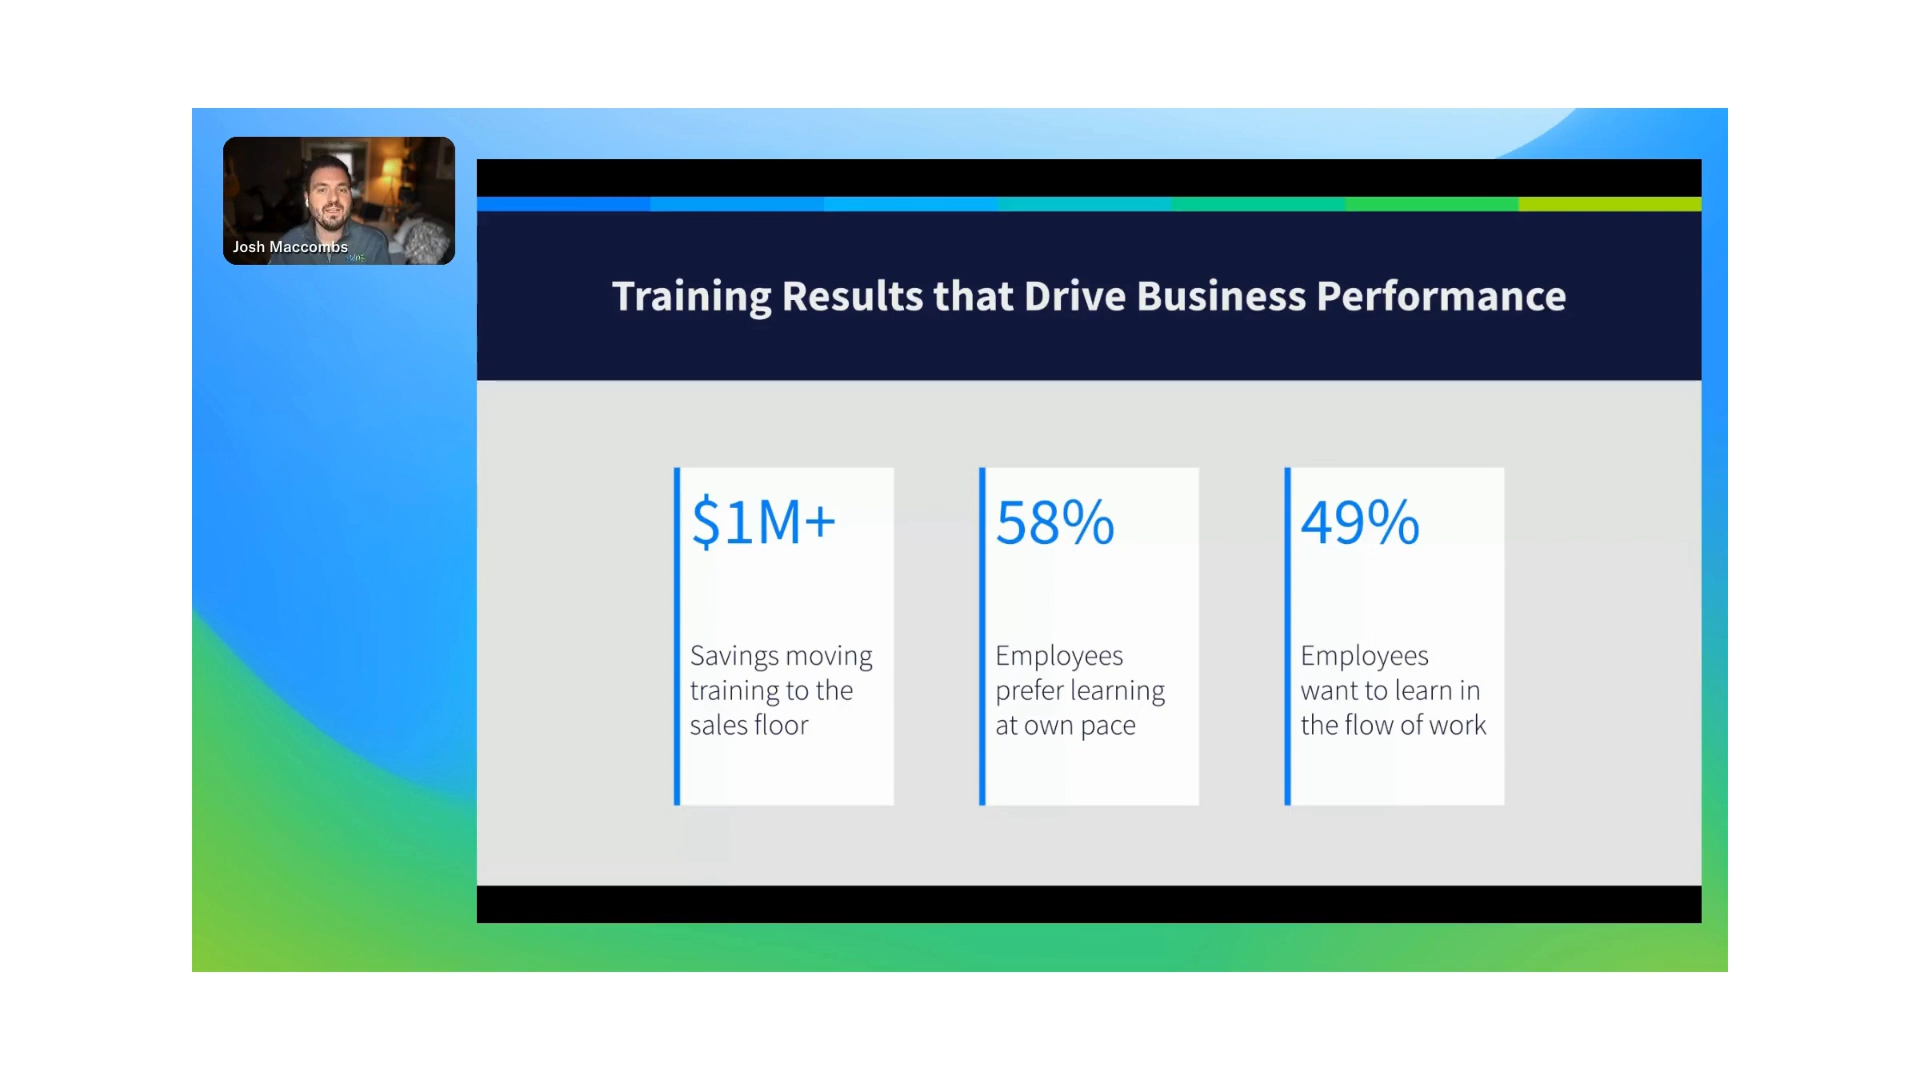 Josh Maccombs
Training Results that Drive Business Performance
$1M+
Savings moving
training to the
sales floor
58%
Employees
prefer learning
at own pace
49%
Employees
want to learn in
the flow of work